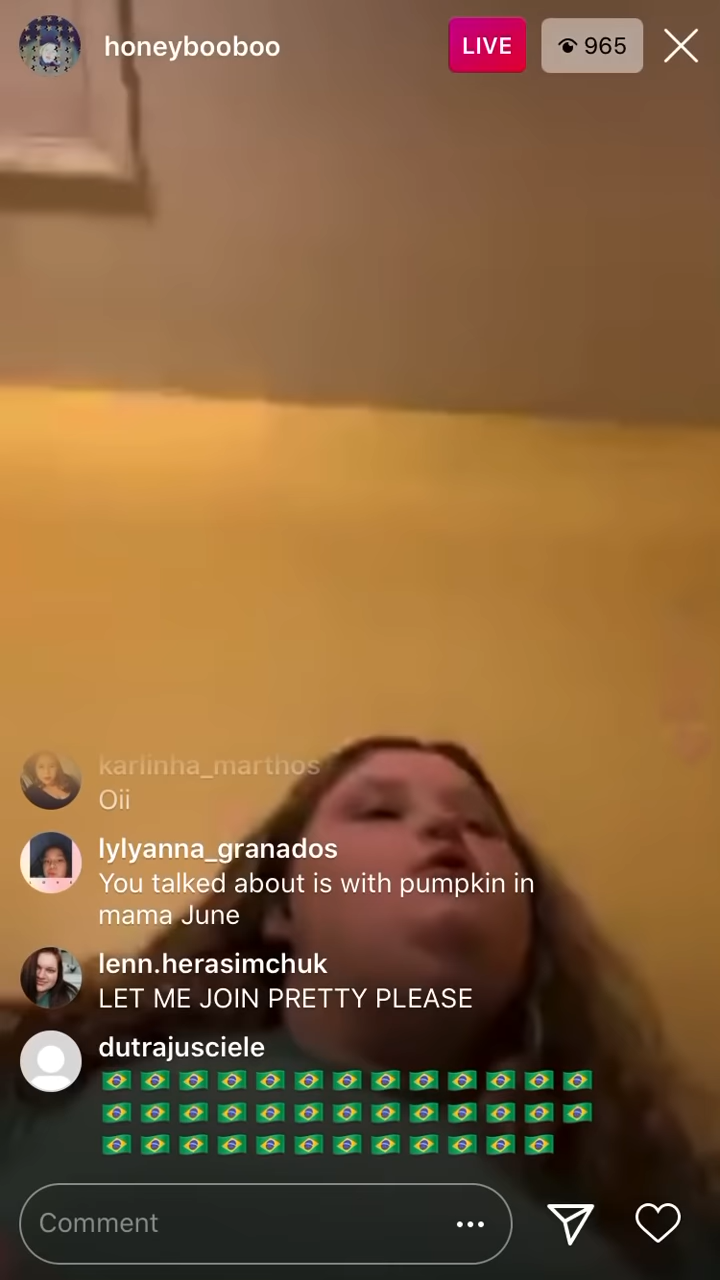 honeybooboo
LIVE
965
karlinha_marthos
Oii
lylyanna_granados
You talked about is with pumpkin in
mama June
lenn.herasimchuk
LET ME JOIN PRETTY PLEASE
dutrajusciele
🇧🇷🇧🇷🇧🇷🇧🇷🇧🇷🇧🇷🇧🇷🇧🇷🇧🇷🇧🇷🇧🇷🇧🇷🇧🇷
🇧🇷🇧🇷🇧🇷🇧🇷🇧🇷🇧🇷🇧🇷🇧🇷🇧🇷🇧🇷🇧🇷🇧🇷🇧🇷
🇧🇷🇧🇷🇧🇷🇧🇷🇧🇷🇧🇷🇧🇷🇧🇷🇧🇷🇧🇷🇧🇷🇧🇷
Comment